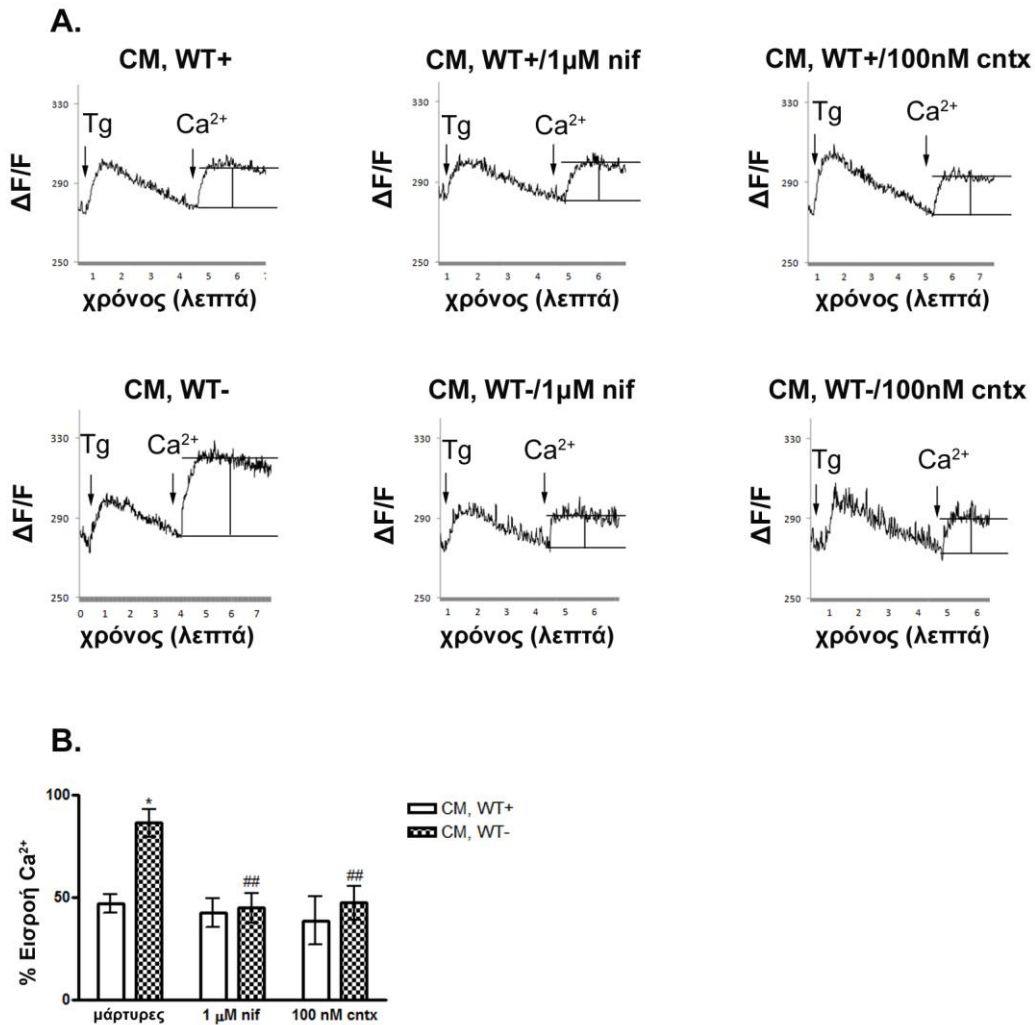 A.
CM, WT+
CM, WT+/1μM nif
CM, WT+/100nM cntx
330
290
250
ΔF/F
Tg
Ca²⁺
1 2 3 4 5 6 7
χρόνος (λεπτά)
330
290
250
ΔF/F
Tg
Ca²⁺
1 2 3 4 5 6
χρόνος (λεπτά)
330
290
250
ΔF/F
Tg
Ca²⁺
1 2 3 4 5 6 7
χρόνος (λεπτά)
CM, WT-
CM, WT-/1μM nif
CM, WT-/100nM cntx
330
290
250
ΔF/F
Tg
Ca²⁺
0 1 2 3 4 5 6 7
χρόνος (λεπτά)
330
290
250
ΔF/F
Tg
Ca²⁺
1 2 3 4 5 6
χρόνος (λεπτά)
330
290
250
ΔF/F
Tg
Ca²⁺
1 2 3 4 5 6
χρόνος (λεπτά)
B.
% Εισροή Ca²⁺
100
50
0
*
##
##
CM, WT+
CM, WT-
μάρτυρες
1 μM nif
100 nM cntx